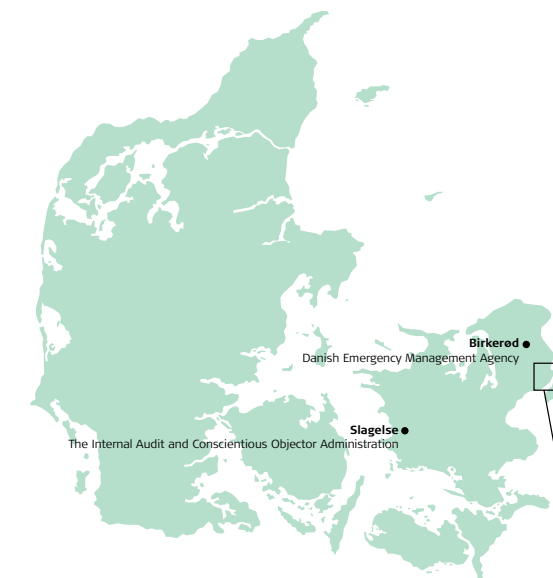 Birkerød
Danish Emergency Management Agency
Slagelse
The Internal Audit and Conscientious Objector Administration